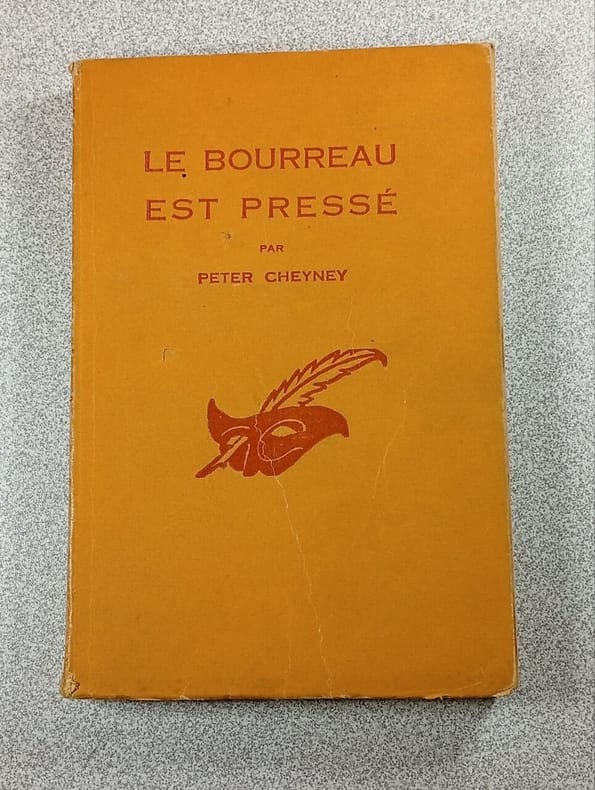 LE BOURREAU
EST PRESSÉ
PAR
PETER CHEYNEY